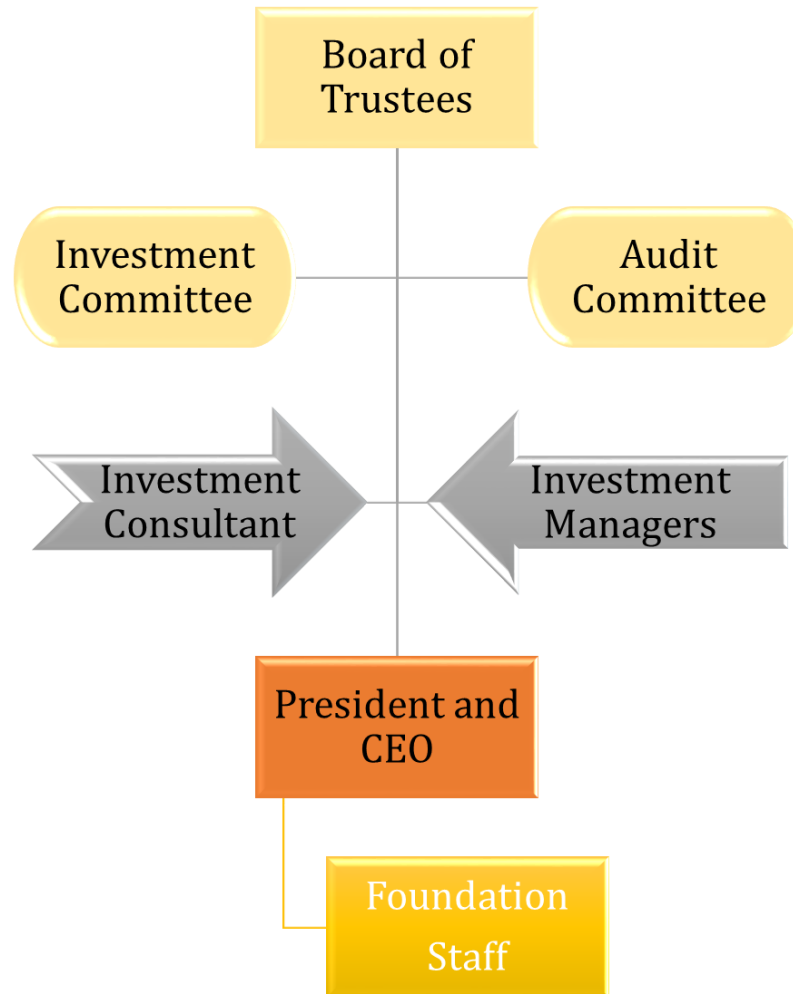 Board of
Trustees
Investment
Committee
Audit
Committee
Investment
Consultant
Investment
Managers
President and
CEO
Foundation
Staff